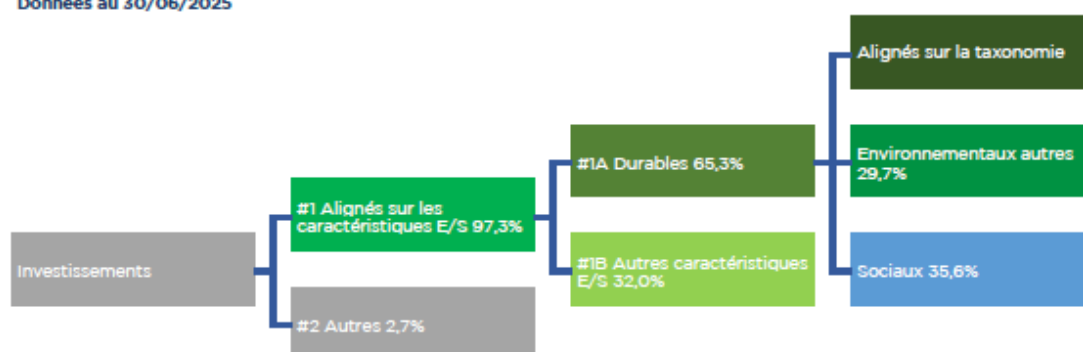 Données au 30/06/2025
Alignés sur la taxonomie
#1A Durables 65,3%
Environnementaux autres
29,7%
#1 Alignés sur les
caractéristiques E/S 97,3%
Investissements
#1B Autres caractéristiques
E/S 32,0%
Sociaux 35,6%
#2 Autres 2,7%